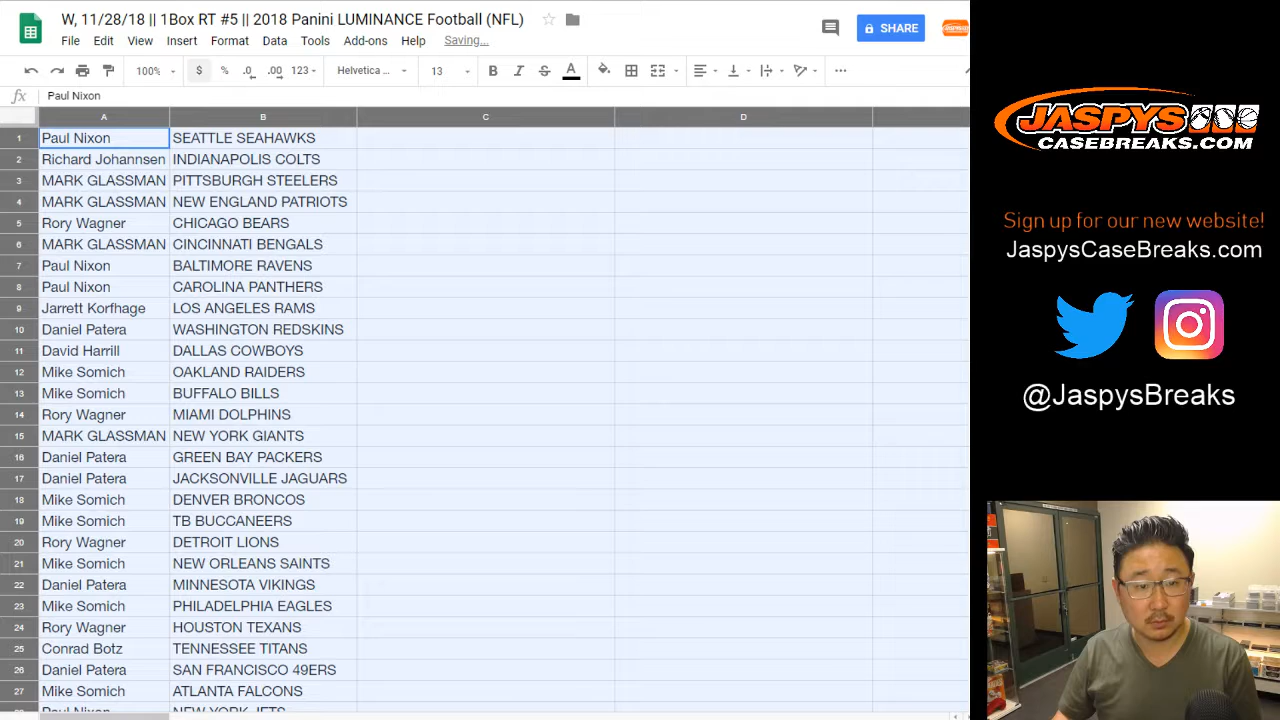 W, 11/28/18 || 1Box RT #5 || 2018 Panini LUMINANCE Football (NFL)
File Edit View Insert Format Data Tools Add-ons Help Saving...
SHARE
100% $ % .0 .00 123 Helvetica ... 13 B I S A
fx Paul Nixon
A B C D
1 Paul Nixon SEATTLE SEAHAWKS
2 Richard Johannsen INDIANAPOLIS COLTS
3 MARK GLASSMAN PITTSBURGH STEELERS
4 MARK GLASSMAN NEW ENGLAND PATRIOTS
5 Rory Wagner CHICAGO BEARS
6 MARK GLASSMAN CINCINNATI BENGALS
7 Paul Nixon BALTIMORE RAVENS
8 Paul Nixon CAROLINA PANTHERS
9 Jarrett Korfhage LOS ANGELES RAMS
10 Daniel Patera WASHINGTON REDSKINS
11 David Harrill DALLAS COWBOYS
12 Mike Somich OAKLAND RAIDERS
13 Mike Somich BUFFALO BILLS
14 Rory Wagner MIAMI DOLPHINS
15 MARK GLASSMAN NEW YORK GIANTS
16 Daniel Patera GREEN BAY PACKERS
17 Daniel Patera JACKSONVILLE JAGUARS
18 Mike Somich DENVER BRONCOS
19 Mike Somich TB BUCCANEERS
20 Rory Wagner DETROIT LIONS
21 Mike Somich NEW ORLEANS SAINTS
22 Daniel Patera MINNESOTA VIKINGS
23 Mike Somich PHILADELPHIA EAGLES
24 Rory Wagner HOUSTON TEXANS
25 Conrad Botz TENNESSEE TITANS
26 Daniel Patera SAN FRANCISCO 49ERS
27 Mike Somich ATLANTA FALCONS
28 Paul Nixon NEW YORK JETS
JASPYS
CASEBREAKS.COM
Sign up for our new website!
JaspysCaseBreaks.com
@JaspysBreaks